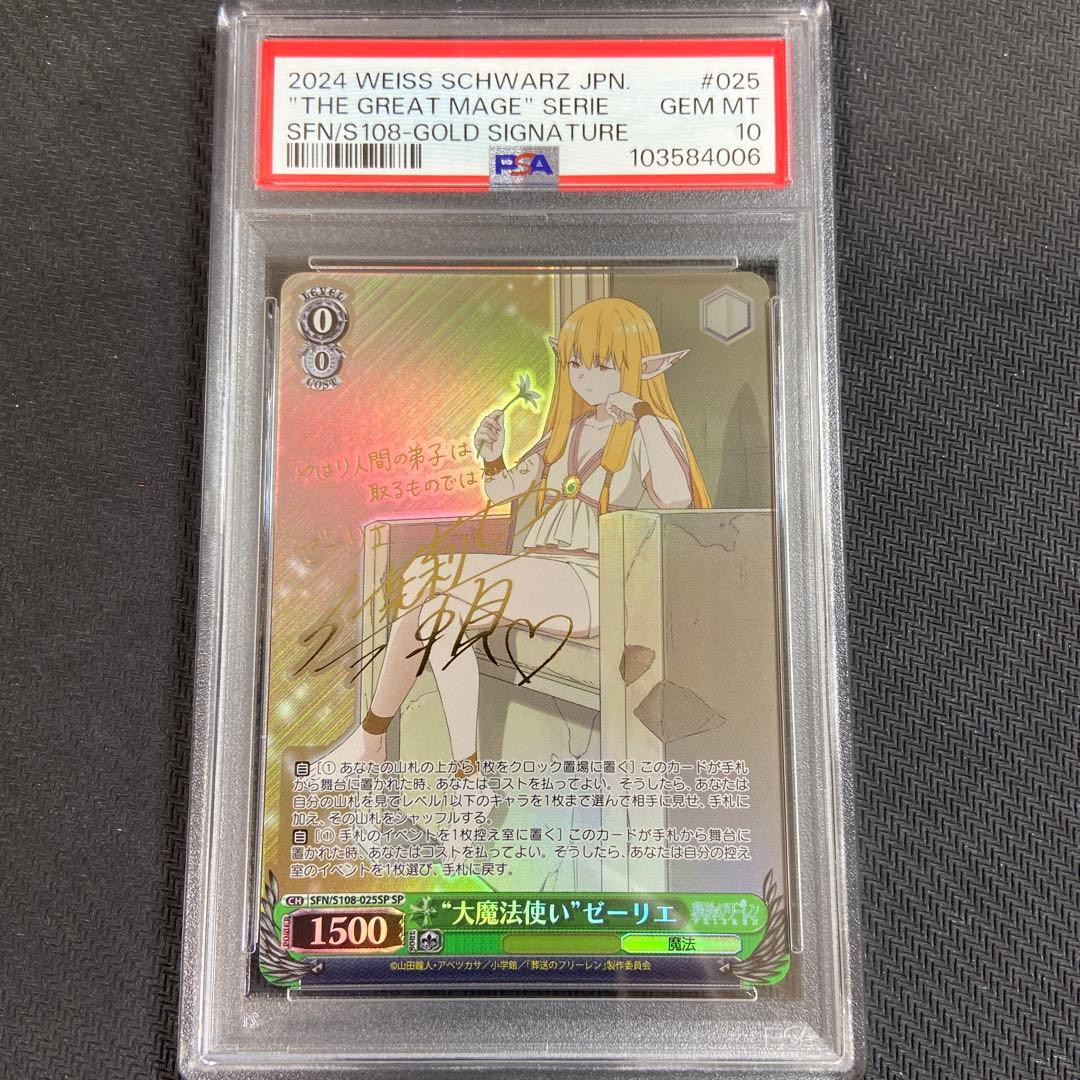 2024 WEISS SCHWARZ JPN. #025
"THE GREAT MAGE" SERIE GEM MT
SFN/S108-GOLD SIGNATURE 10
PSA 103584006
LEVEL
0
0
COST
やはり人間の弟子は
取るものではないな
ゼーリエ
自 [① あなたの山札の上から1枚をクロック置場に置く] このカードが手札
から舞台に置かれた時、あなたはコストを払ってよい。そうしたら、あなたは
自分の山札を見てレベル1以下のキャラを1枚まで選んで相手に見せ、手札に
加え、その山札をシャッフルする。
自 [① 手札のイベントを1枚控え室に置く] このカードが手札から舞台に
置かれた時、あなたはコストを払ってよい。そうしたら、あなたは自分の控え
室のイベントを1枚選び、手札に戻す。
CH SFN/S108-025SP SP
“大魔法使い”ゼーリエ
葬送のフリーレン
POWER 1500 SOUL
魔法
©山田鐘人・アベツカサ/小学館/「葬送のフリーレン」製作委員会